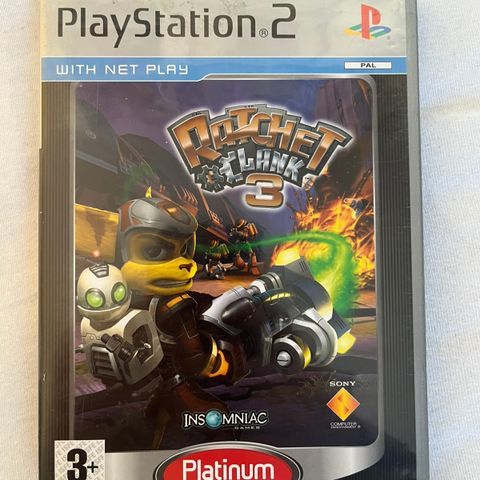 PlayStation®2
WITH NET PLAY
PAL
RATCHET
CLANK
3
INSOMNIAC
GAMES
SONY
COMPUTER
ENTERTAINMENT
3+
Platinum